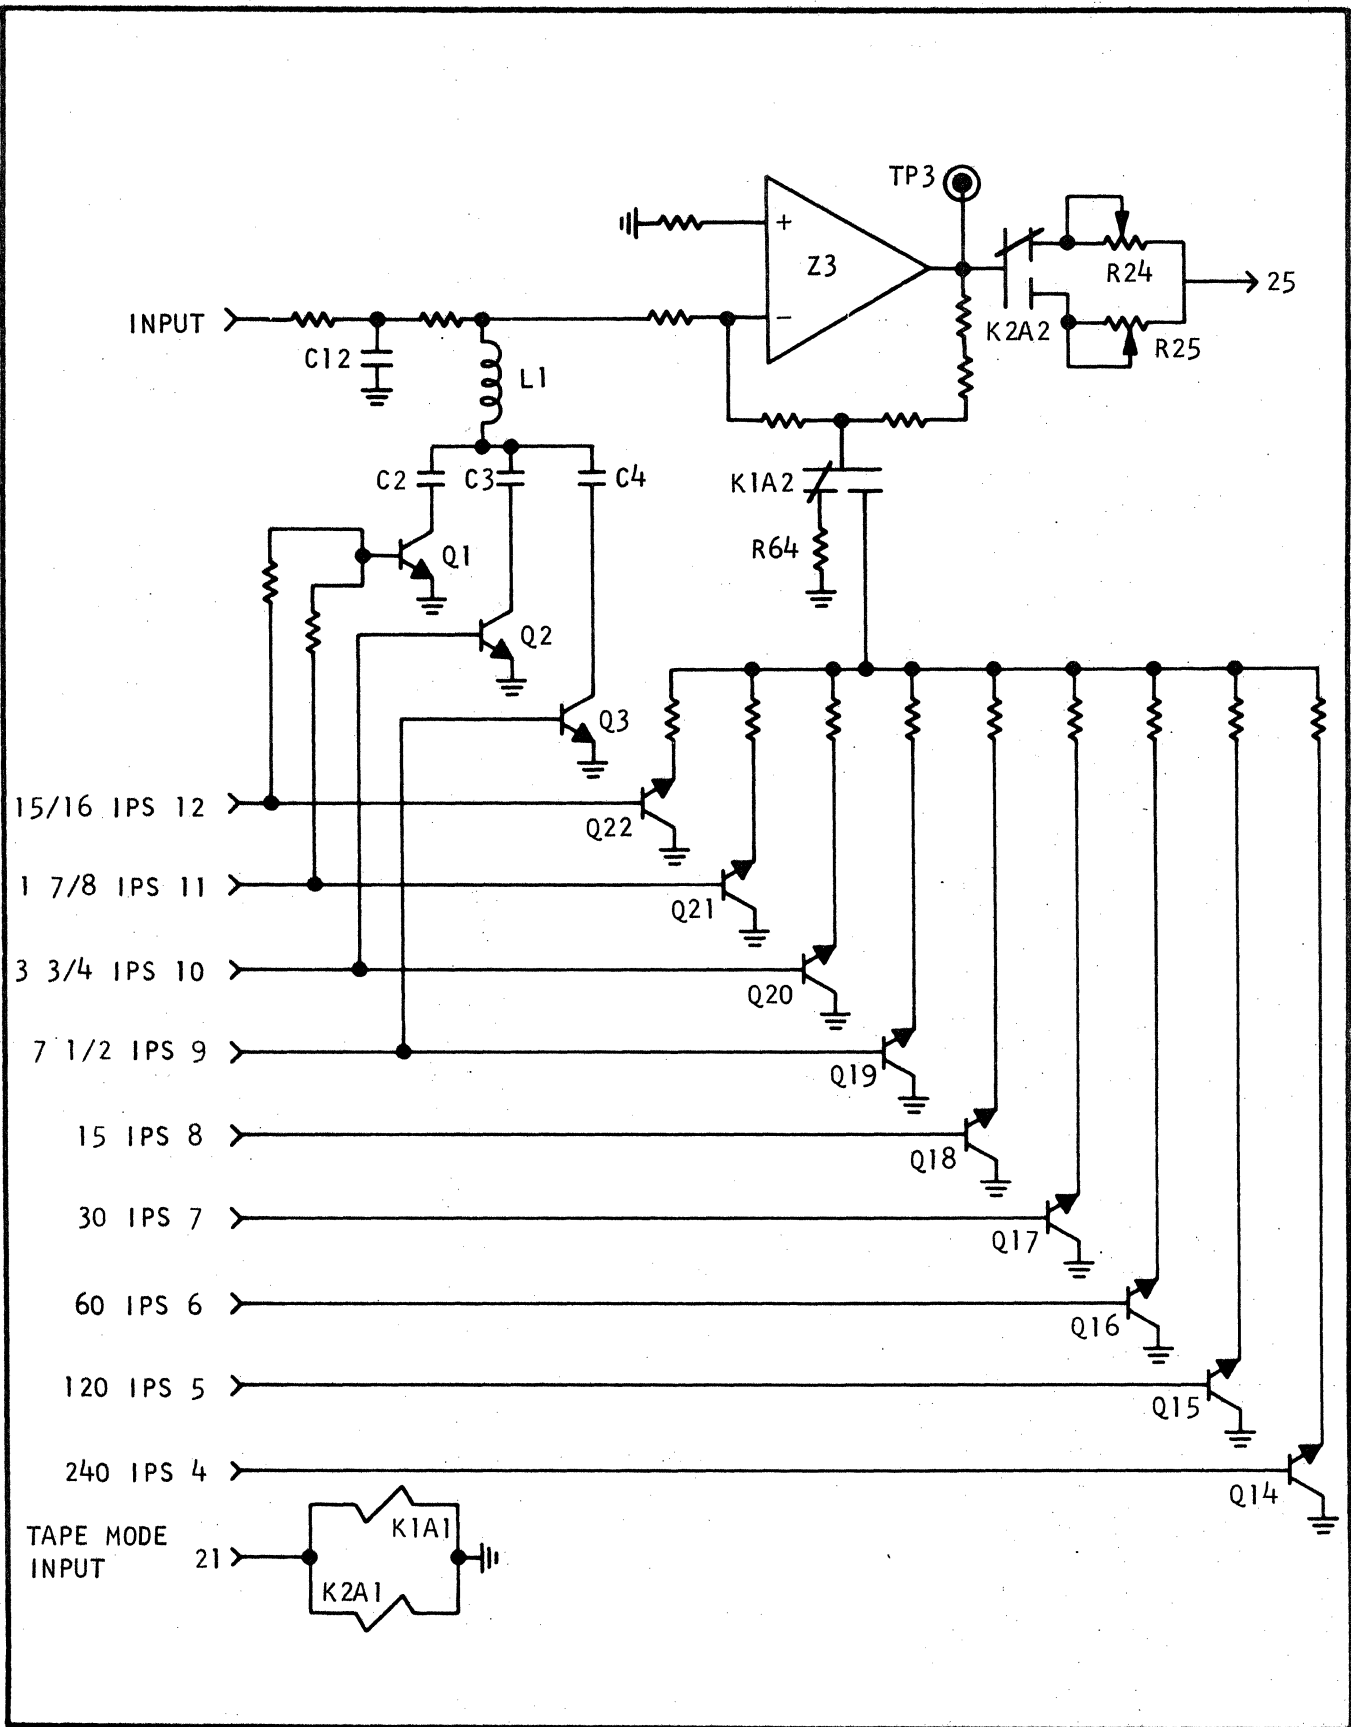 TP3
+
Z3
R24
25
INPUT
−
K2A2
R25
C12
L1
C2
C3
C4
K1A2
Q1
R64
Q2
Q3
15/16 IPS 12
Q22
1 7/8 IPS 11
Q21
3 3/4 IPS 10
Q20
7 1/2 IPS 9
Q19
15 IPS 8
Q18
30 IPS 7
Q17
60 IPS 6
Q16
120 IPS 5
Q15
240 IPS 4
Q14
K1A1
TAPE MODE
INPUT
21
K2A1